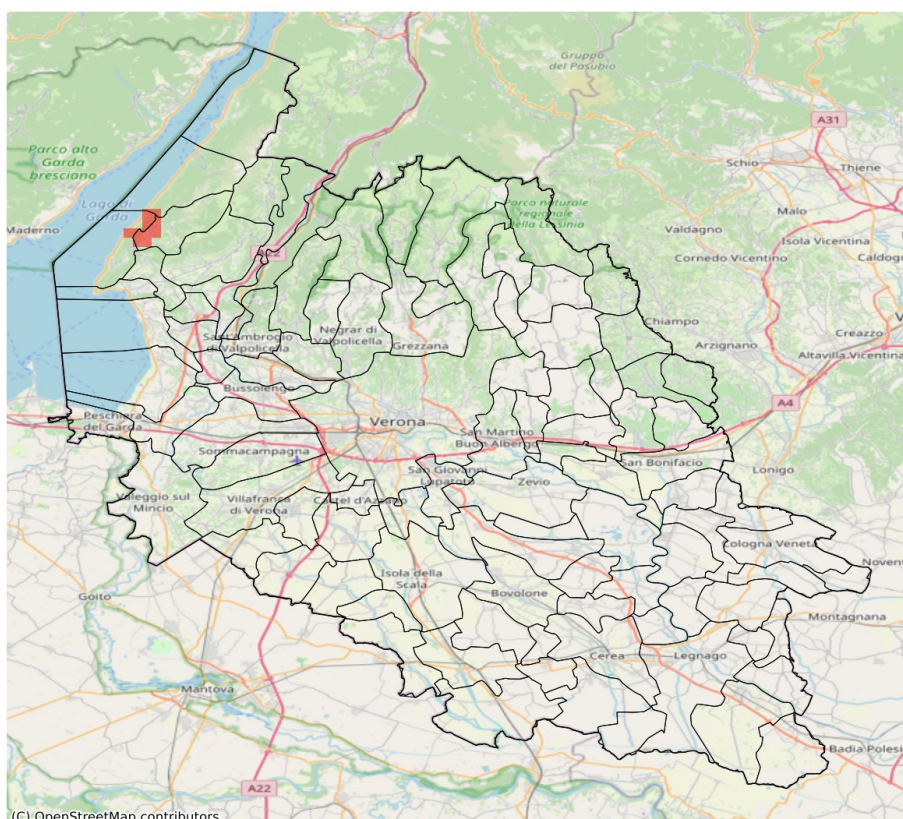 Gruppo
del Pasubio
A31
Parco alto
Garda
bresciano
Schio
Thiene
Lago di
Garda
Parco naturale
regionale
della Lessinia
Malo
Maderno
Valdagno
Isola Vicentina
A22
Cornedo Vicentino
Chiampo
Sant'Ambrogio
di Valpolicella
Negrar di
Valpolicella
Grezzana
Arzignano
Creazzo
Altavilla Vicentina
Bussolengo
A4
Peschiera
del Garda
Verona
San Martino
Buon Albergo
Sommacampagna
San Giovanni
Lupatoto
San Bonifacio
Lonigo
Zevio
Valeggio sul
Mincio
Villafranca
di Verona
Castel d'Azzano
Cologna Veneta
Isola della
Scala
Goito
Bovolone
Montagnana
Cerea
Legnago
Mantova
A22
(C) OpenStreetMap contributors